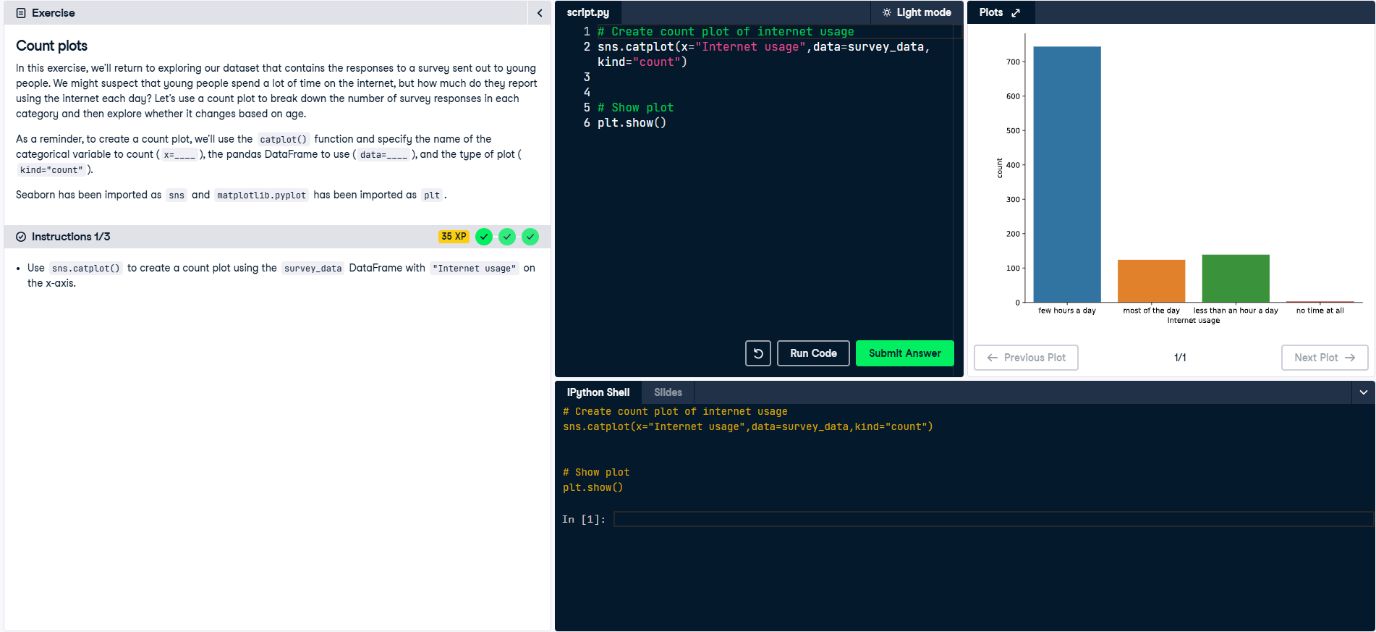 Exercise
Count plots
In this exercise, we'll return to exploring our dataset that contains the responses to a survey sent out to young
people. We might suspect that young people spend a lot of time on the internet, but how much do they report
using the internet each day? Let's use a count plot to break down the number of survey responses in each
category and then explore whether it changes based on age.
As a reminder, to create a count plot, we'll use the catplot() function and specify the name of the
categorical variable to count ( x=____ ), the pandas DataFrame to use ( data=____ ), and the type of plot (
kind="count" ).
Seaborn has been imported as sns and matplotlib.pyplot has been imported as plt .
Instructions 1/3
35 XP
• Use sns.catplot() to create a count plot using the survey_data DataFrame with "Internet usage" on
the x-axis.
script.py
Light mode
1 # Create count plot of internet usage
2 sns.catplot(x="Internet usage",data=survey_data,
kind="count")
3
4
5 # Show plot
6 plt.show()
Run Code
Submit Answer
Plots
700
600
500
400
300
200
100
0
count
few hours a day most of the day less than an hour a day no time at all
Internet usage
Previous Plot
1/1
Next Plot
IPython Shell
Slides
# Create count plot of internet usage
sns.catplot(x="Internet usage",data=survey_data,kind="count")
# Show plot
plt.show()
In [1]: